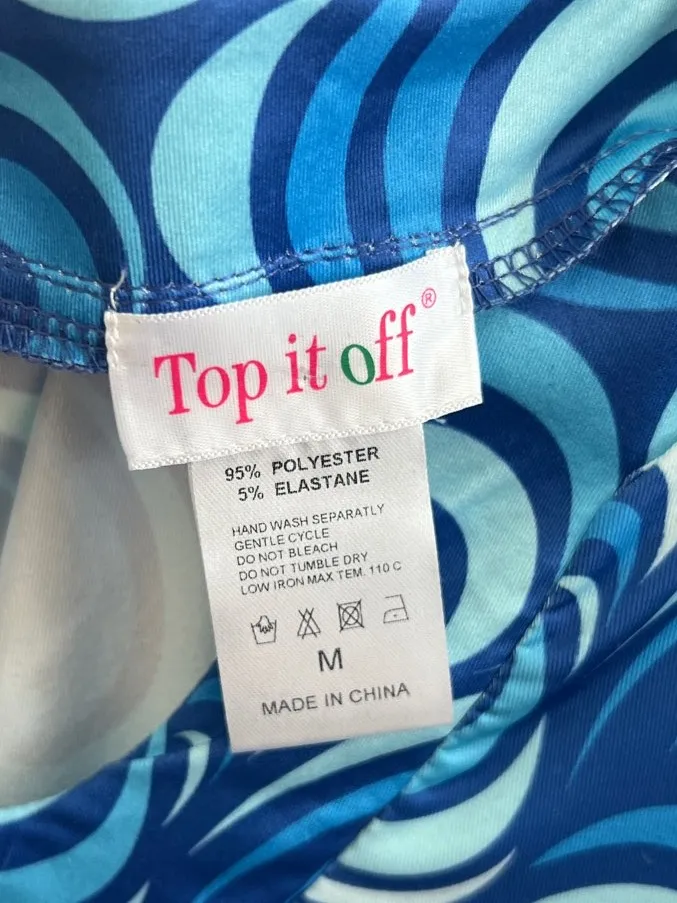 Top it off®
95% POLYESTER
5% ELASTANE
HAND WASH SEPARATLY
GENTLE CYCLE
DO NOT BLEACH
DO NOT TUMBLE DRY
LOW IRON MAX TEM. 110 C
M
MADE IN CHINA